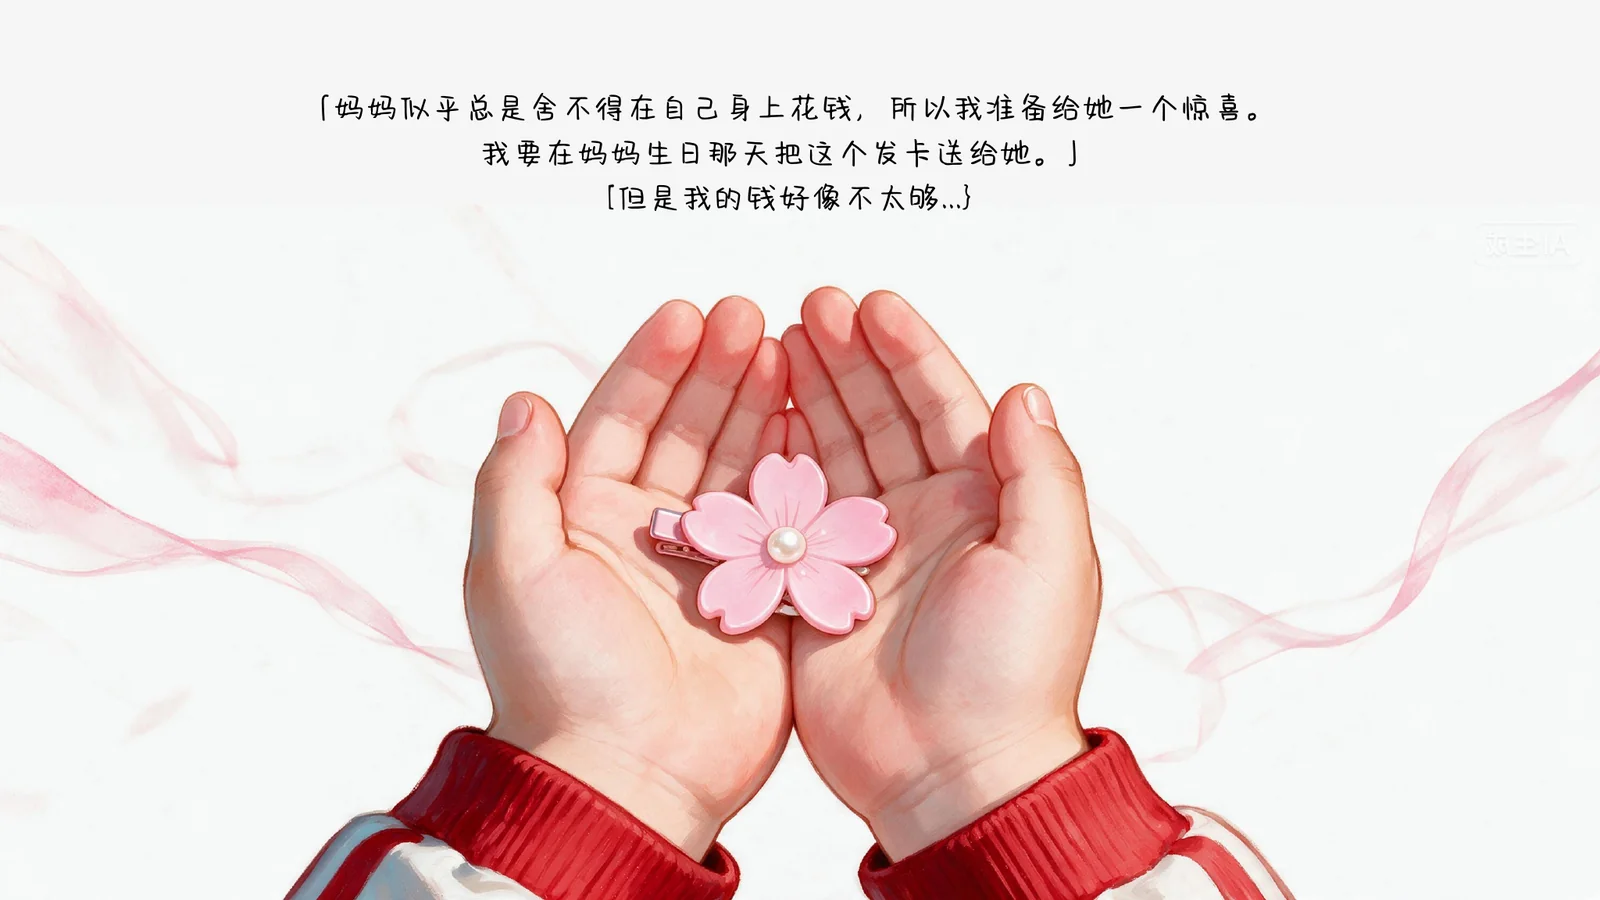 「妈妈似乎总是舍不得在自己身上花钱，所以我准备给她一个惊喜。
我要在妈妈生日那天把这个发卡送给她。」
[但是我的钱好像不太够...}